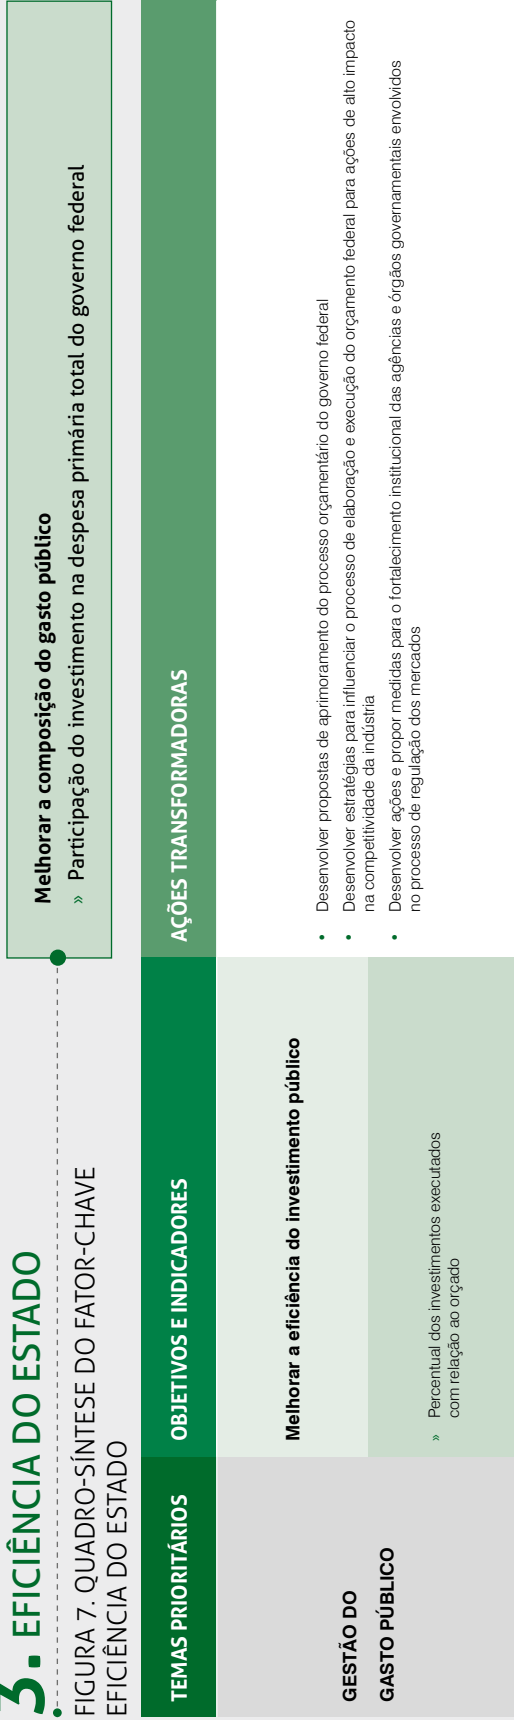 3. EFICIÊNCIA DO ESTADO
FIGURA 7. QUADRO-SÍNTESE DO FATOR-CHAVE
EFICIÊNCIA DO ESTADO
Melhorar a composição do gasto público
» Participação do investimento na despesa primária total do governo federal
TEMAS PRIORITÁRIOS
OBJETIVOS E INDICADORES
AÇÕES TRANSFORMADORAS
GESTÃO DO
GASTO PÚBLICO
Melhorar a eficiência do investimento público
» Percentual dos investimentos executados
com relação ao orçado
• Desenvolver propostas de aprimoramento do processo orçamentário do governo federal
• Desenvolver estratégias para influenciar o processo de elaboração e execução do orçamento federal para ações de alto impacto
na competitividade da indústria
• Desenvolver ações e propor medidas para o fortalecimento institucional das agências e órgãos governamentais envolvidos
no processo de regulação dos mercados